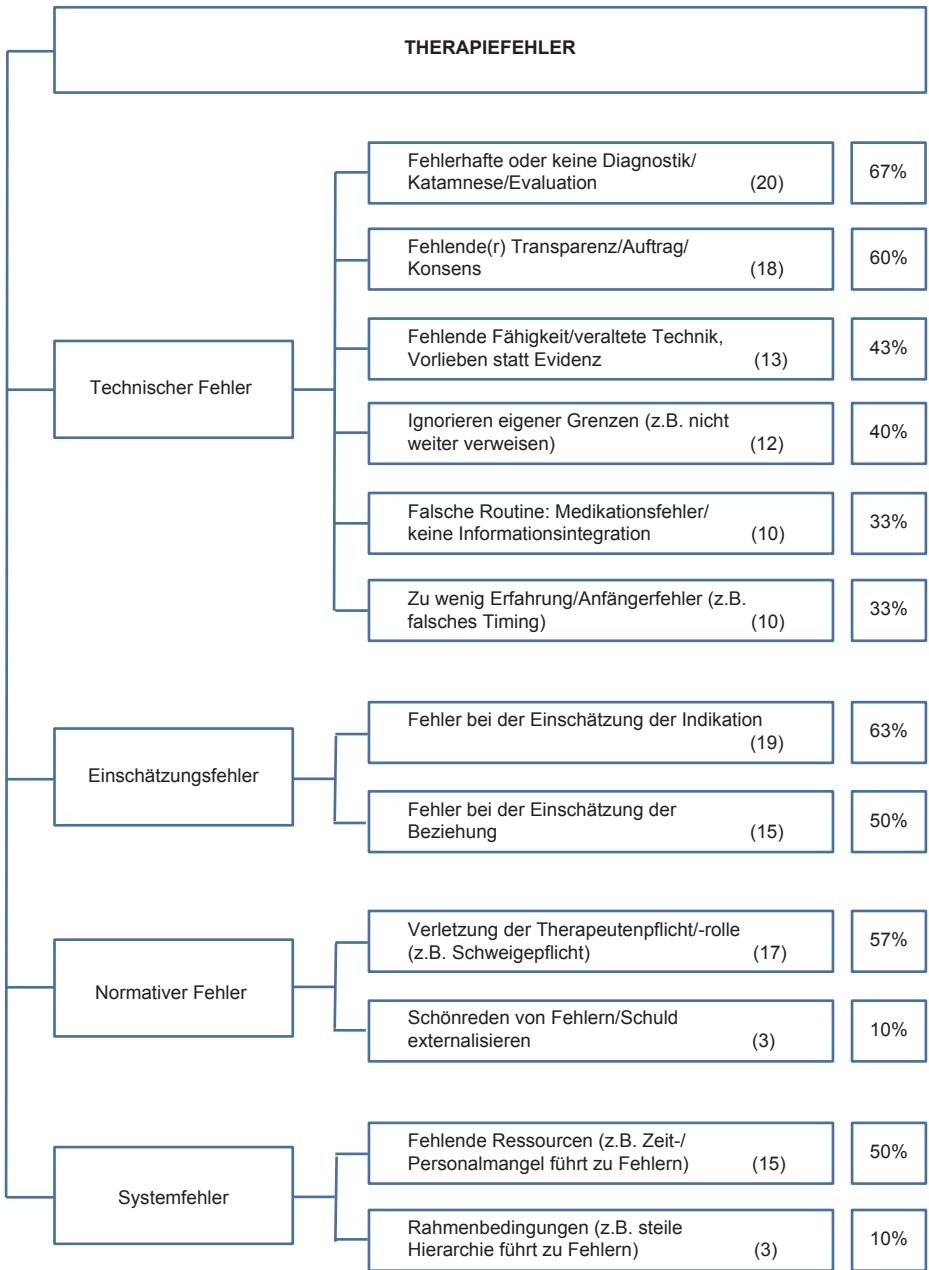 THERAPIEFEHLER
Technischer Fehler
Fehlerhafte oder keine Diagnostik/
Katamnese/Evaluation (20)
67%
Fehlende(r) Transparenz/Auftrag/
Konsens (18)
60%
Fehlende Fähigkeit/veraltete Technik,
Vorlieben statt Evidenz (13)
43%
Ignorieren eigener Grenzen (z.B. nicht
weiter verweisen) (12)
40%
Falsche Routine: Medikationsfehler/
keine Informationsintegration (10)
33%
Zu wenig Erfahrung/Anfängerfehler (z.B.
falsches Timing) (10)
33%
Einschätzungsfehler
Fehler bei der Einschätzung der Indikation
(19)
63%
Fehler bei der Einschätzung der
Beziehung (15)
50%
Normativer Fehler
Verletzung der Therapeutenpflicht/-rolle
(z.B. Schweigepflicht) (17)
57%
Schönreden von Fehlern/Schuld
externalisieren (3)
10%
Systemfehler
Fehlende Ressourcen (z.B. Zeit-/
Personalmangel führt zu Fehlern) (15)
50%
Rahmenbedingungen (z.B. steile
Hierarchie führt zu Fehlern) (3)
10%